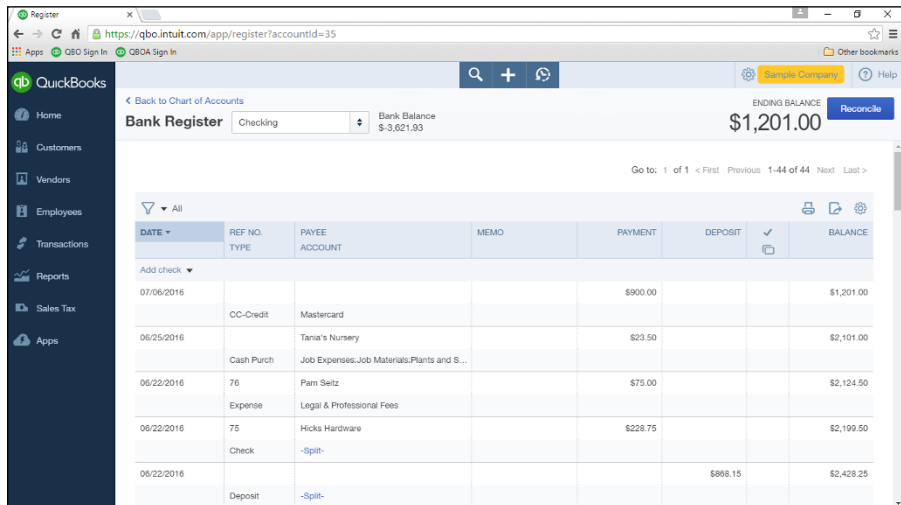 Register
https://qbo.intuit.com/app/register?accountId=35
Apps QBO Sign In QBOA Sign In Other bookmarks
qb QuickBooks
Sample Company Help
Home
Customers
Vendors
Employees
Transactions
Reports
Sales Tax
Apps
Back to Chart of Accounts
Bank Register Checking
Bank Balance
$-3,621.93
ENDING BALANCE
$1,201.00
Reconcile
Go to: 1 of 1 < First Previous 1-44 of 44 Next Last >
All
DATE REF NO. PAYEE MEMO PAYMENT DEPOSIT BALANCE
TYPE ACCOUNT
Add check
07/06/2016 $900.00 $1,201.00
CC-Credit Mastercard
06/25/2016 Tania's Nursery $23.50 $2,101.00
Cash Purch Job Expenses:Job Materials:Plants and S...
06/22/2016 76 Pam Seitz $75.00 $2,124.50
Expense Legal & Professional Fees
06/22/2016 75 Hicks Hardware $228.75 $2,199.50
Check -Split-
06/22/2016 $868.15 $2,428.25
Deposit -Split-